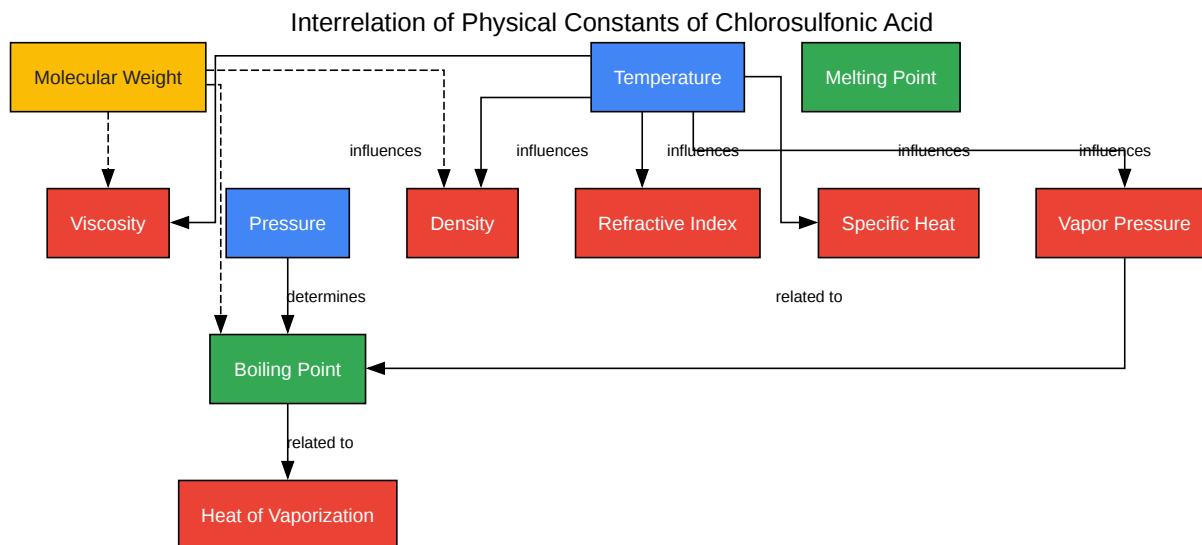 Interrelation of Physical Constants of Chlorosulfonic Acid
Molecular Weight
Temperature
Melting Point
influences
influences
influences
influences
influences
Viscosity
Pressure
Density
Refractive Index
Specific Heat
Vapor Pressure
determines
related to
Boiling Point
related to
Heat of Vaporization